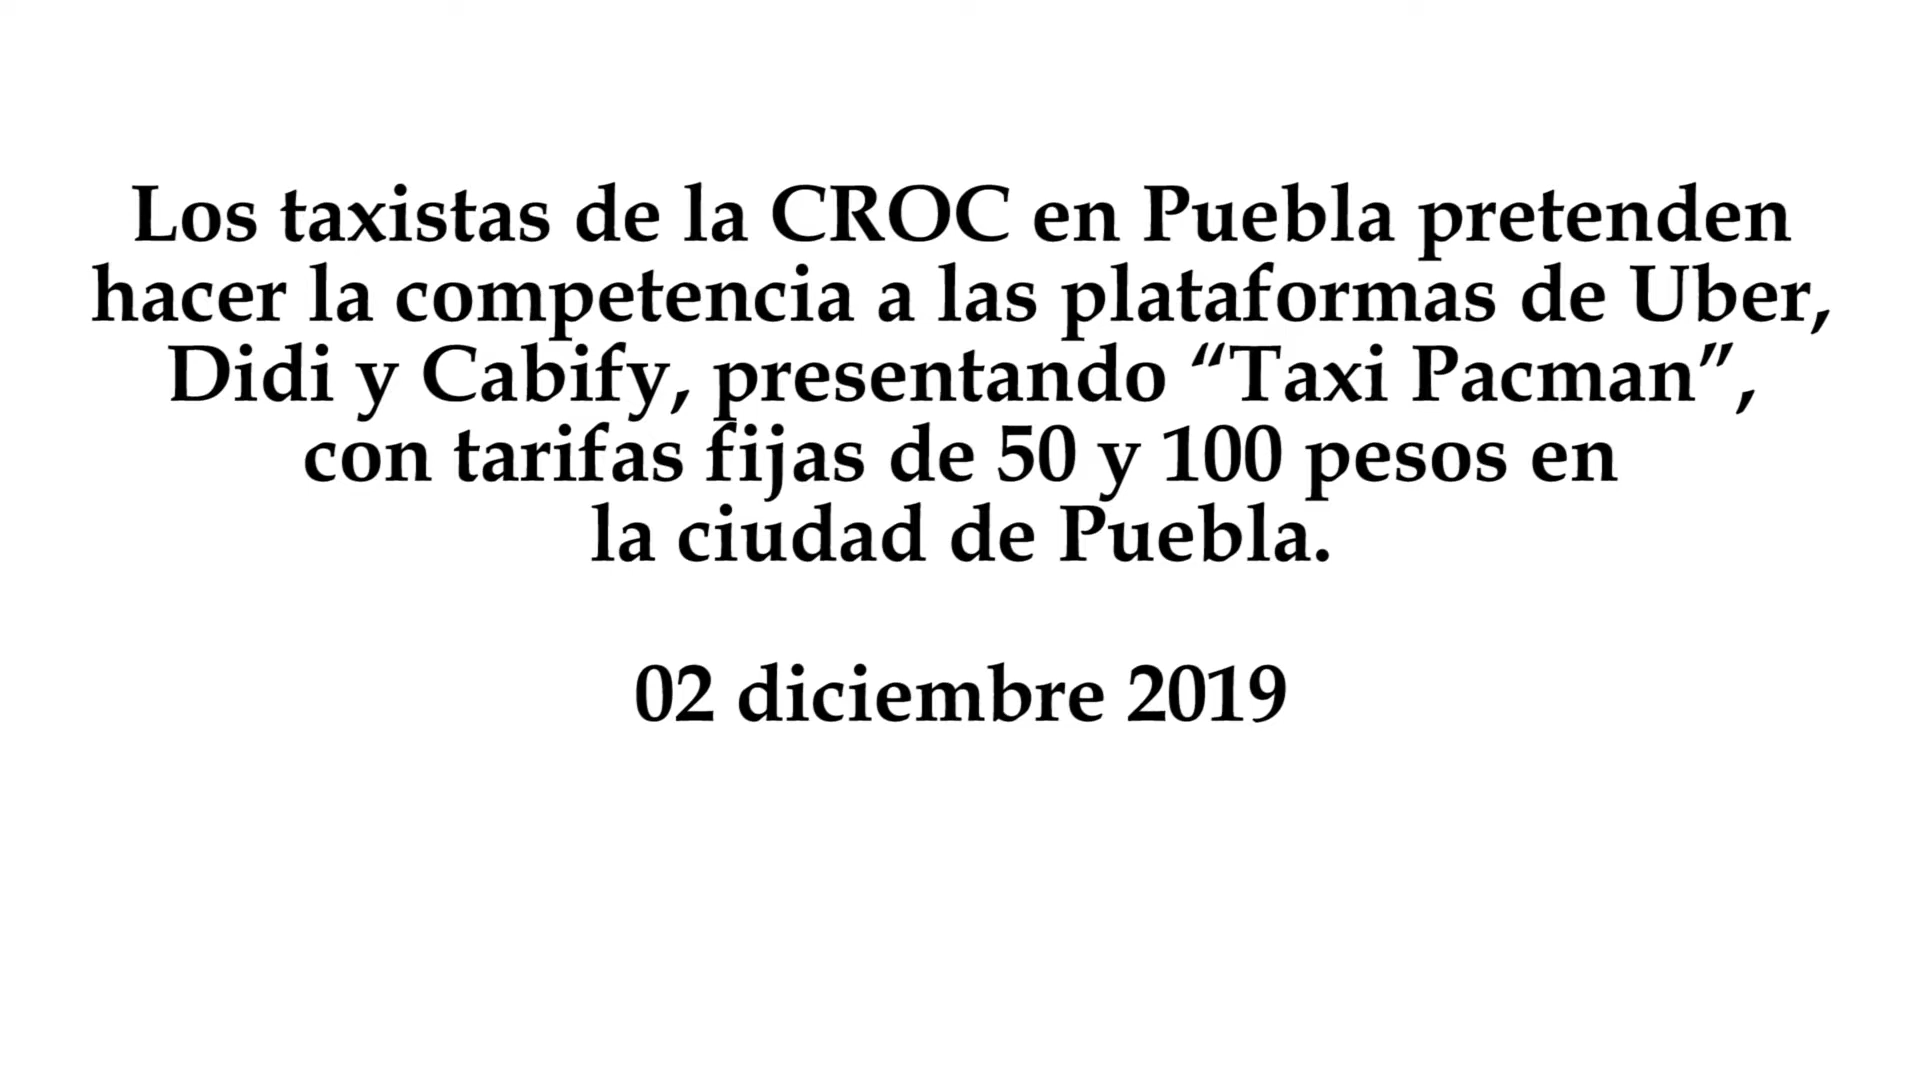 Los taxistas de la CROC en Puebla pretenden
hacer la competencia a las plataformas de Uber,
Didi y Cabify, presentando “Taxi Pacman”,
con tarifas fijas de 50 y 100 pesos en
la ciudad de Puebla.
02 diciembre 2019